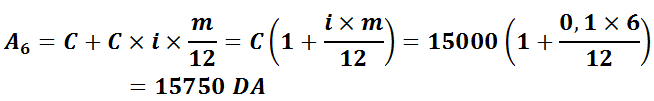 A₆ = C + C × i × m/12 = C(1 + (i × m)/12) = 15000(1 + (0,1 × 6)/12)
= 15750 DA